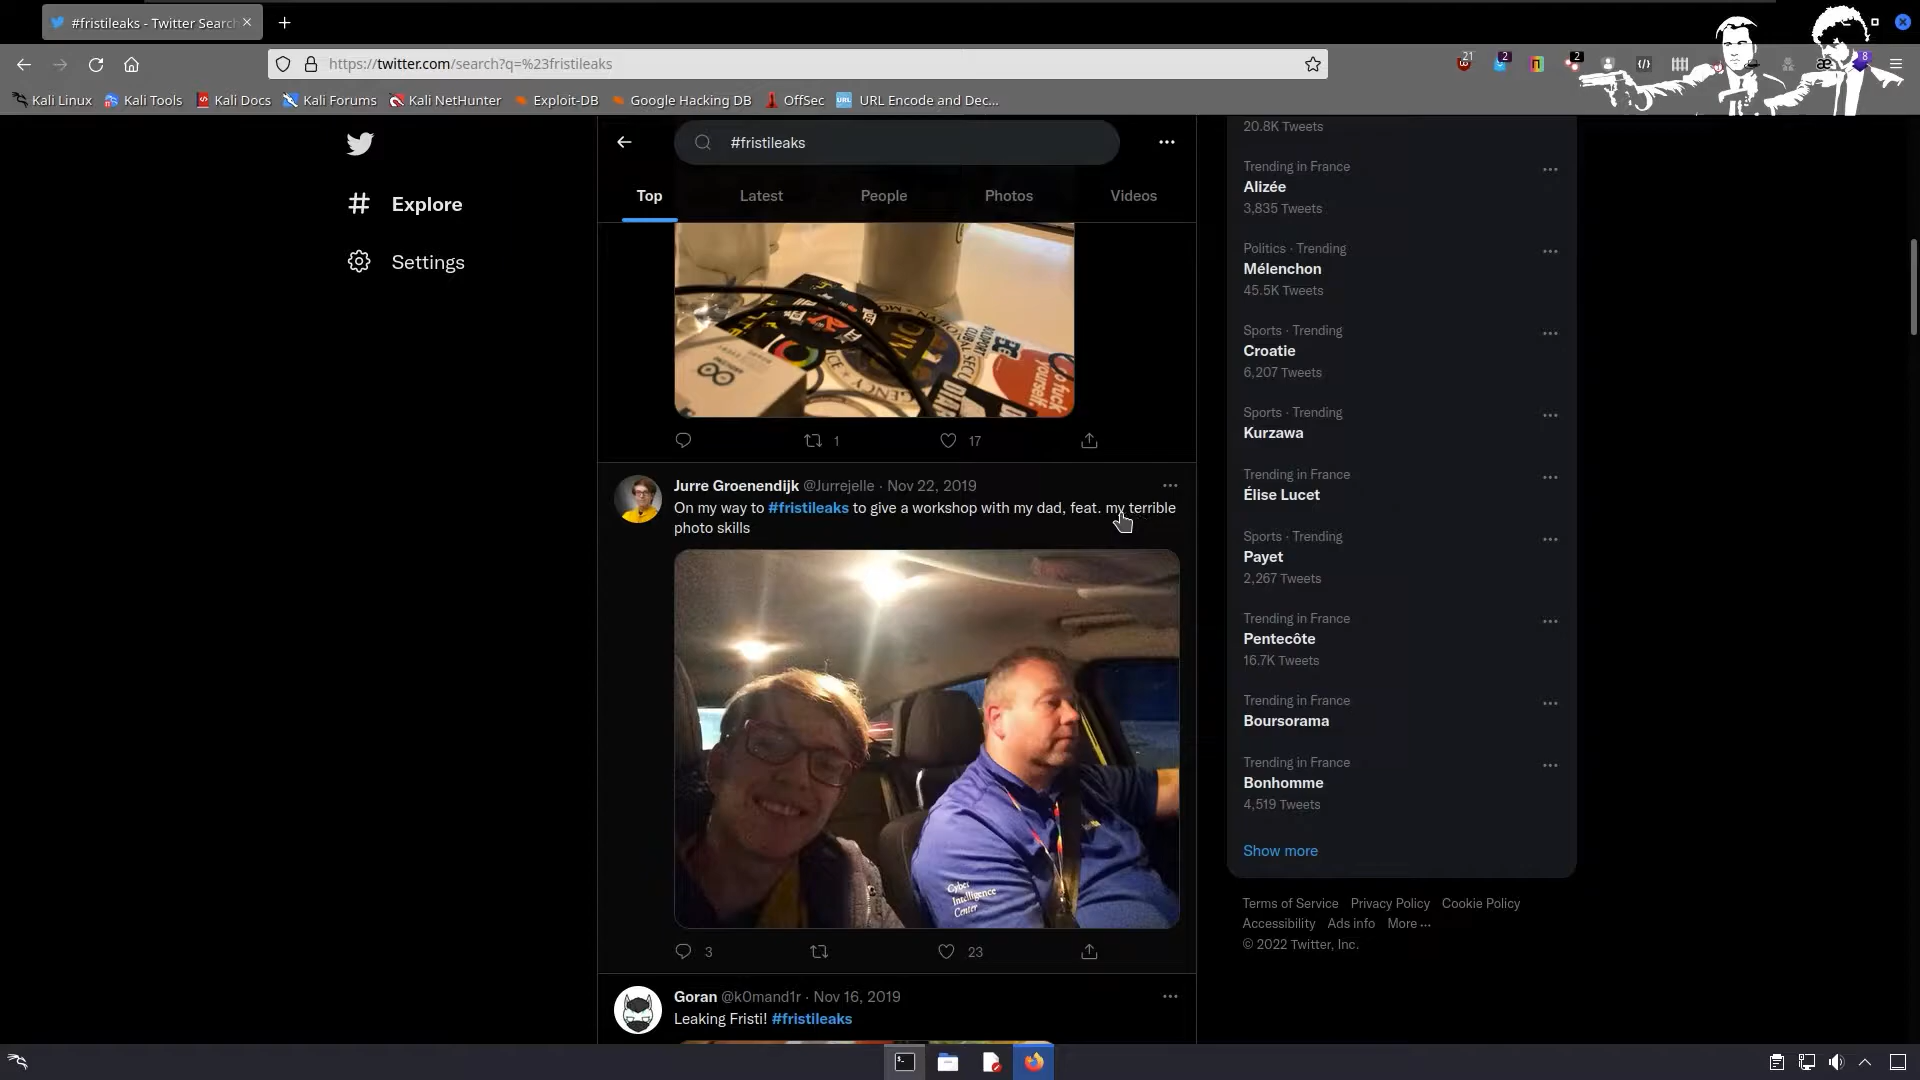 #fristileaks - Twitter Search
https://twitter.com/search?q=%23fristileaks
21
2
2
8
Kali Linux
Kali Tools
Kali Docs
Kali Forums
Kali NetHunter
Exploit-DB
Google Hacking DB
OffSec
URL Encode and Dec...
Explore
Settings
#fristileaks
Top
Latest
People
Photos
Videos
1
17
Jurre Groenendijk @Jurrejelle · Nov 22, 2019
On my way to #fristileaks to give a workshop with my dad, feat. my terrible
photo skills
Cyber
Intelligence
Center
3
23
Goran @k0mand1r · Nov 16, 2019
Leaking Fristi! #fristileaks
20.8K Tweets
Trending in France
Alizée
3,835 Tweets
Politics · Trending
Mélenchon
45.5K Tweets
Sports · Trending
Croatie
6,207 Tweets
Sports · Trending
Kurzawa
Trending in France
Élise Lucet
Sports · Trending
Payet
2,267 Tweets
Trending in France
Pentecôte
16.7K Tweets
Trending in France
Boursorama
Trending in France
Bonhomme
4,519 Tweets
Show more
Terms of Service
Privacy Policy
Cookie Policy
Accessibility
Ads info
More ···
© 2022 Twitter, Inc.